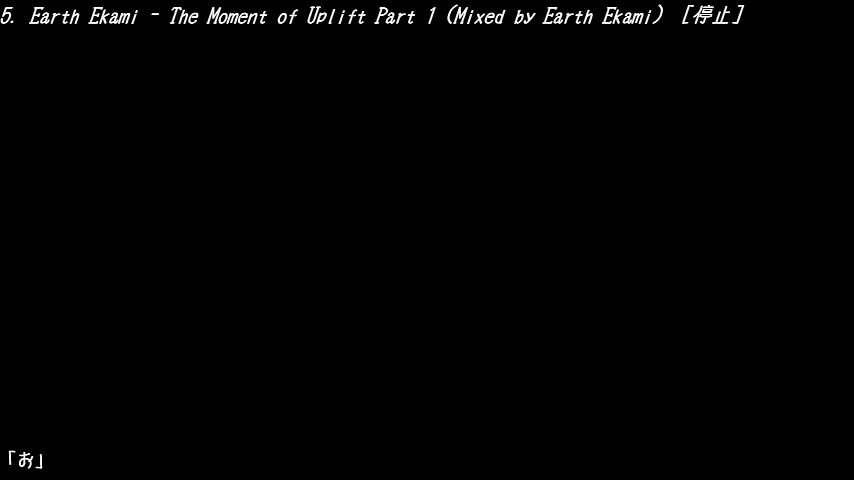 5. Earth Ekami - The Moment of Uplift Part 1 (Mixed by Earth Ekami) [停止]
「お」